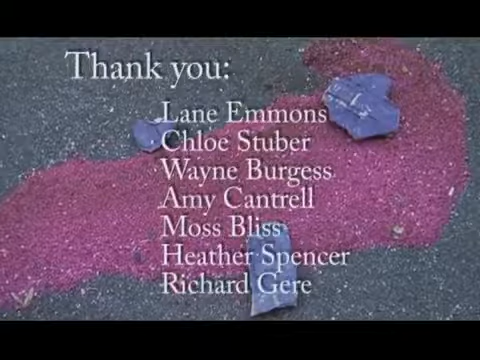 Thank you:
Lane Emmons
Chloe Stuber
Wayne Burgess
Amy Cantrell
Moss Bliss
Heather Spencer
Richard Gere